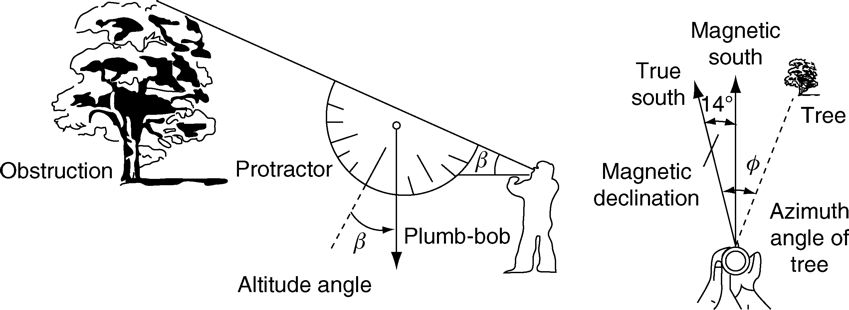 Obstruction
Protractor
β
β
Plumb-bob
Altitude angle
Magnetic
south
True
south
14°
Tree
Magnetic
declination
ϕ
Azimuth
angle of
tree